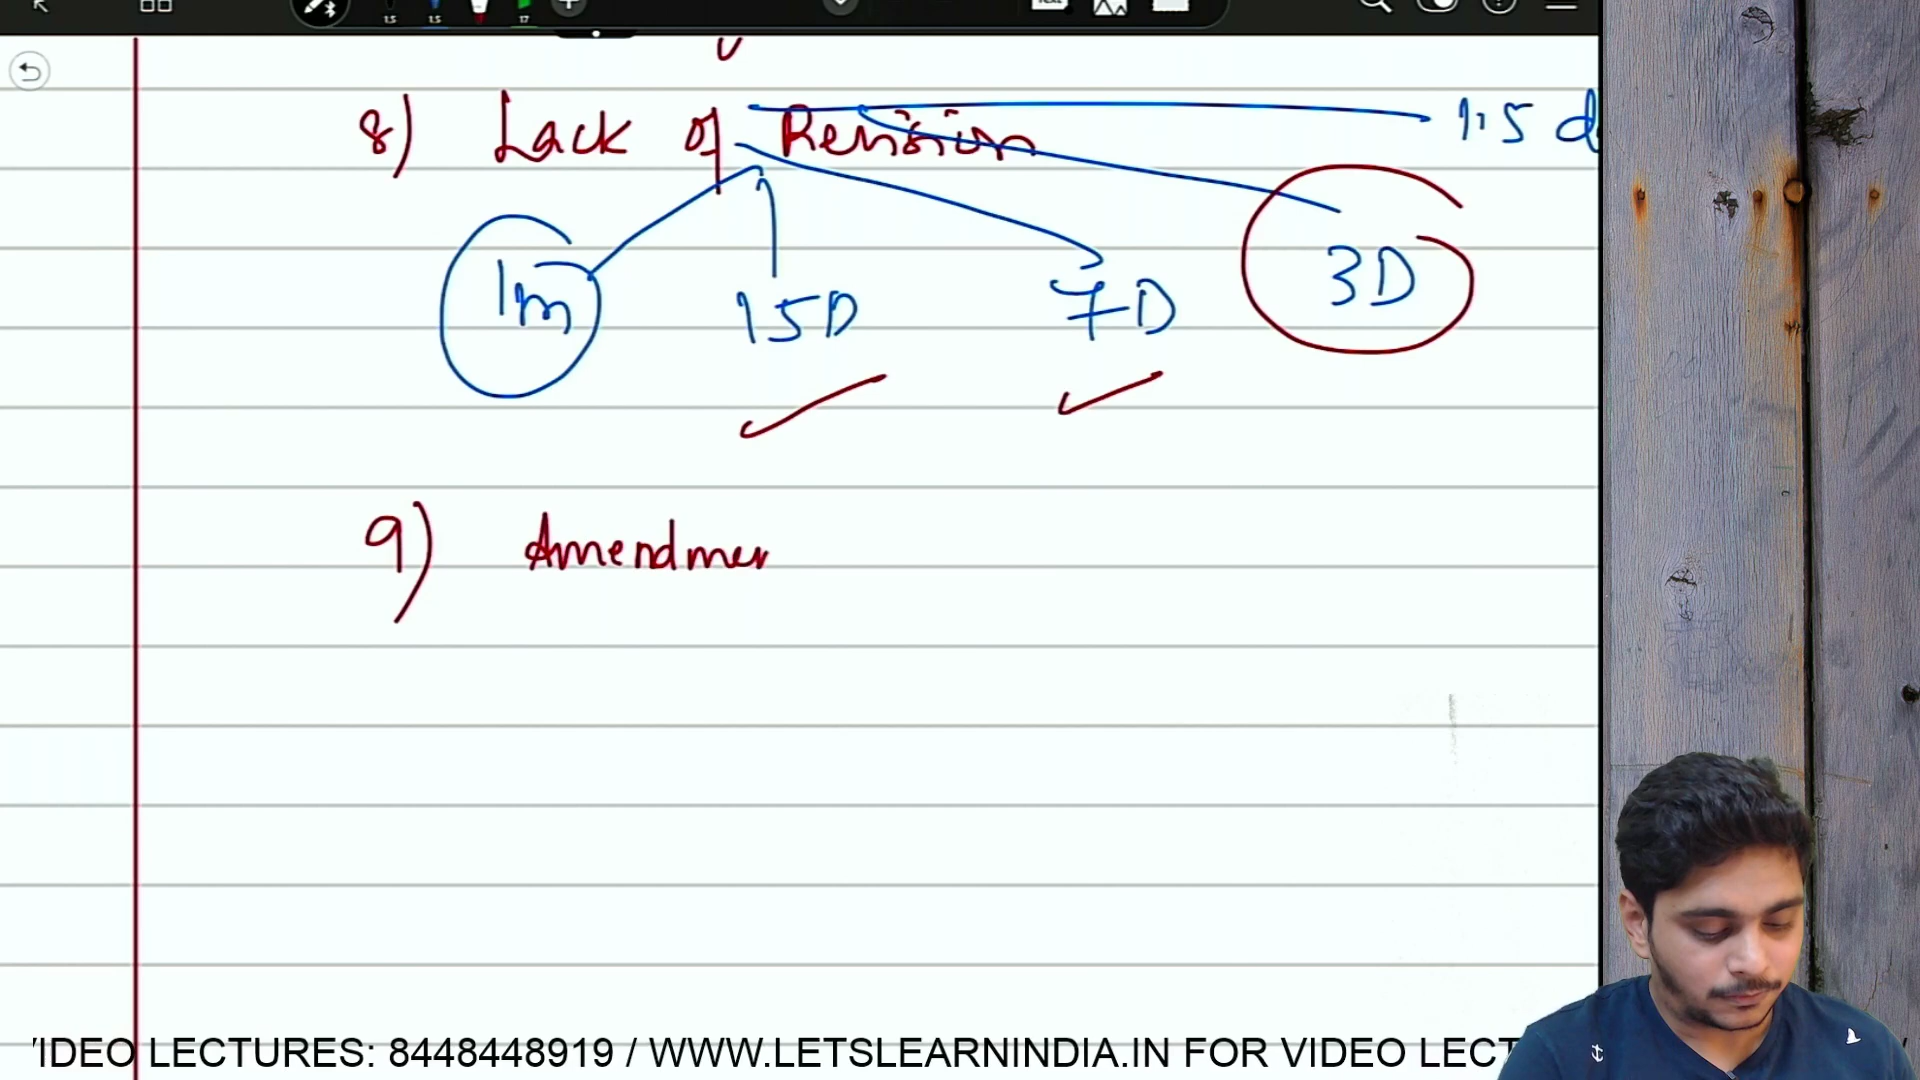 8) Lack of Revision 1.5 d
1m 15D 7D 3D
9) Amendmen
VIDEO LECTURES: 8448448919 / WWW.LETSLEARNINDIA.IN FOR VIDEO LECT